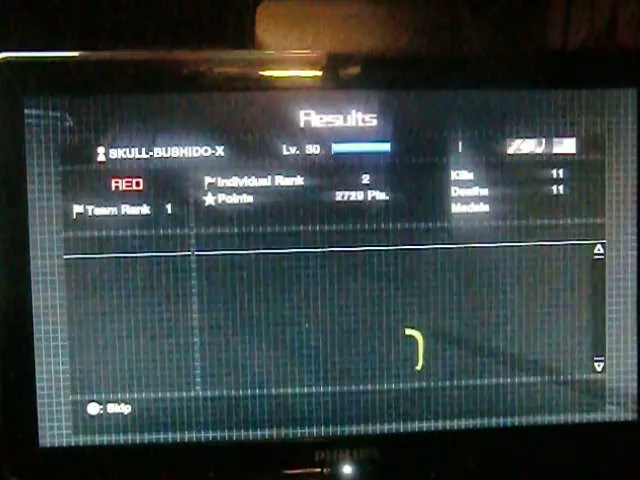 Results
SKULL-BUSHIDO-X Lv. 30
RED
Individual Rank 2
Points 2729 Pts.
Team Rank 1
Kills 11
Deaths 11
Medals
: Skip
PHILIPS